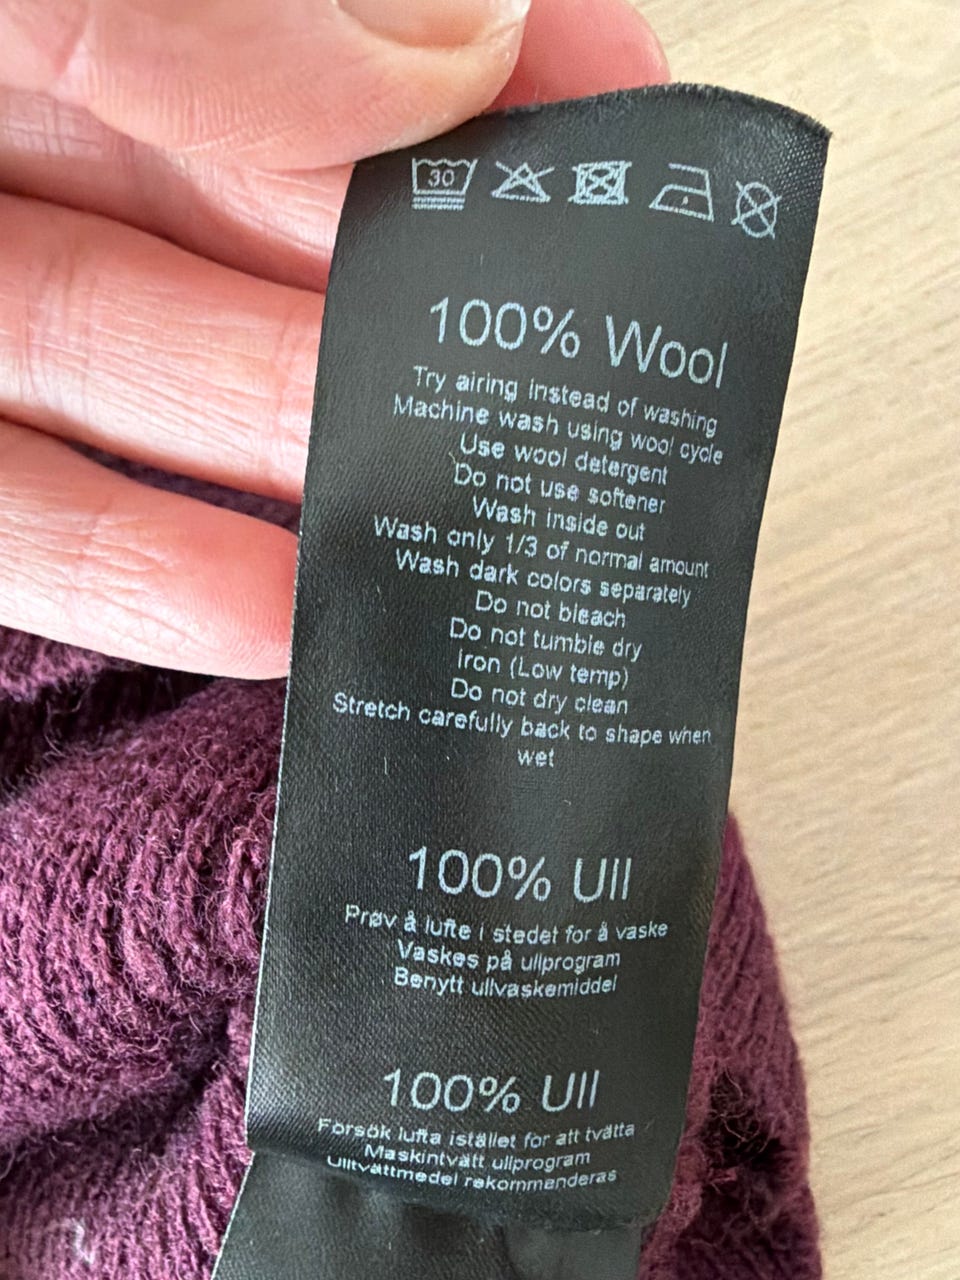 30
100% Wool
Try airing instead of washing
Machine wash using wool cycle
Use wool detergent
Do not use softener
Wash inside out
Wash only 1/3 of normal amount
Wash dark colors separately
Do not bleach
Do not tumble dry
Iron (Low temp)
Do not dry clean
Stretch carefully back to shape when
wet
100% Ull
Prøv å lufte i stedet for å vaske
Vaskes på ullprogram
Benytt ullvaskemiddel
100% Ull
Försök lufta istället för att tvätta
Maskintvätt ullprogram
Ulltvättmedel rekommenderas